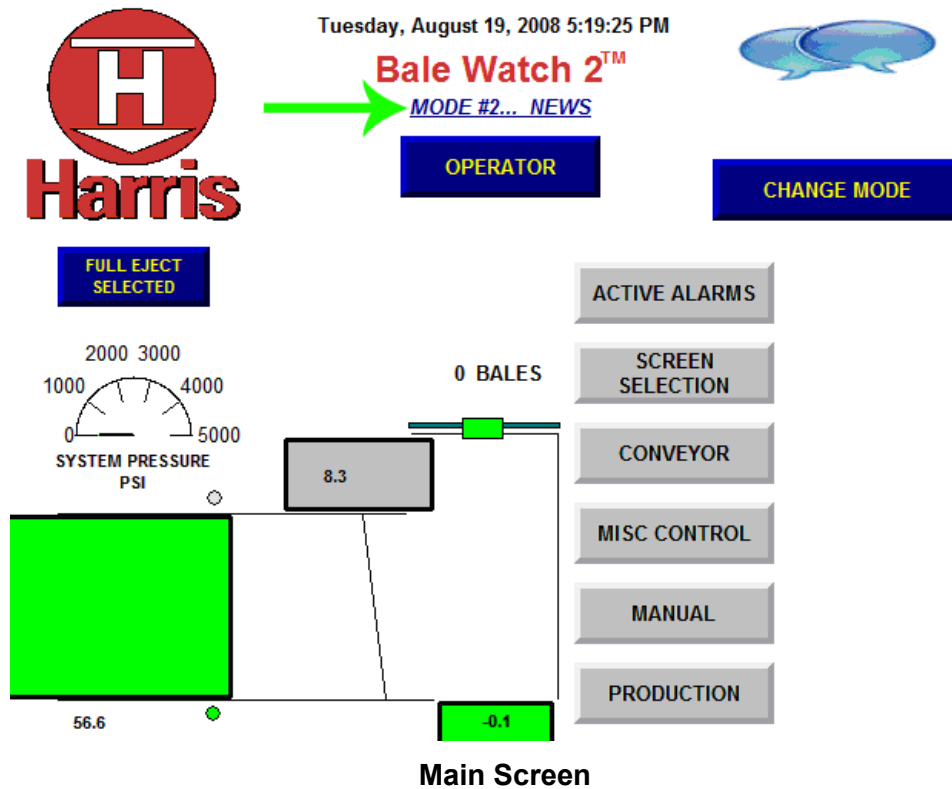 Tuesday, August 19, 2008 5:19:25 PM
H
Harris
Bale Watch 2™
MODE #2... NEWS
OPERATOR
CHANGE MODE
FULL EJECT
SELECTED
ACTIVE ALARMS
SCREEN
SELECTION
CONVEYOR
MISC CONTROL
MANUAL
PRODUCTION
2000 3000
1000 4000
0 5000
SYSTEM PRESSURE
PSI
0 BALES
8.3
56.6
-0.1
Main Screen